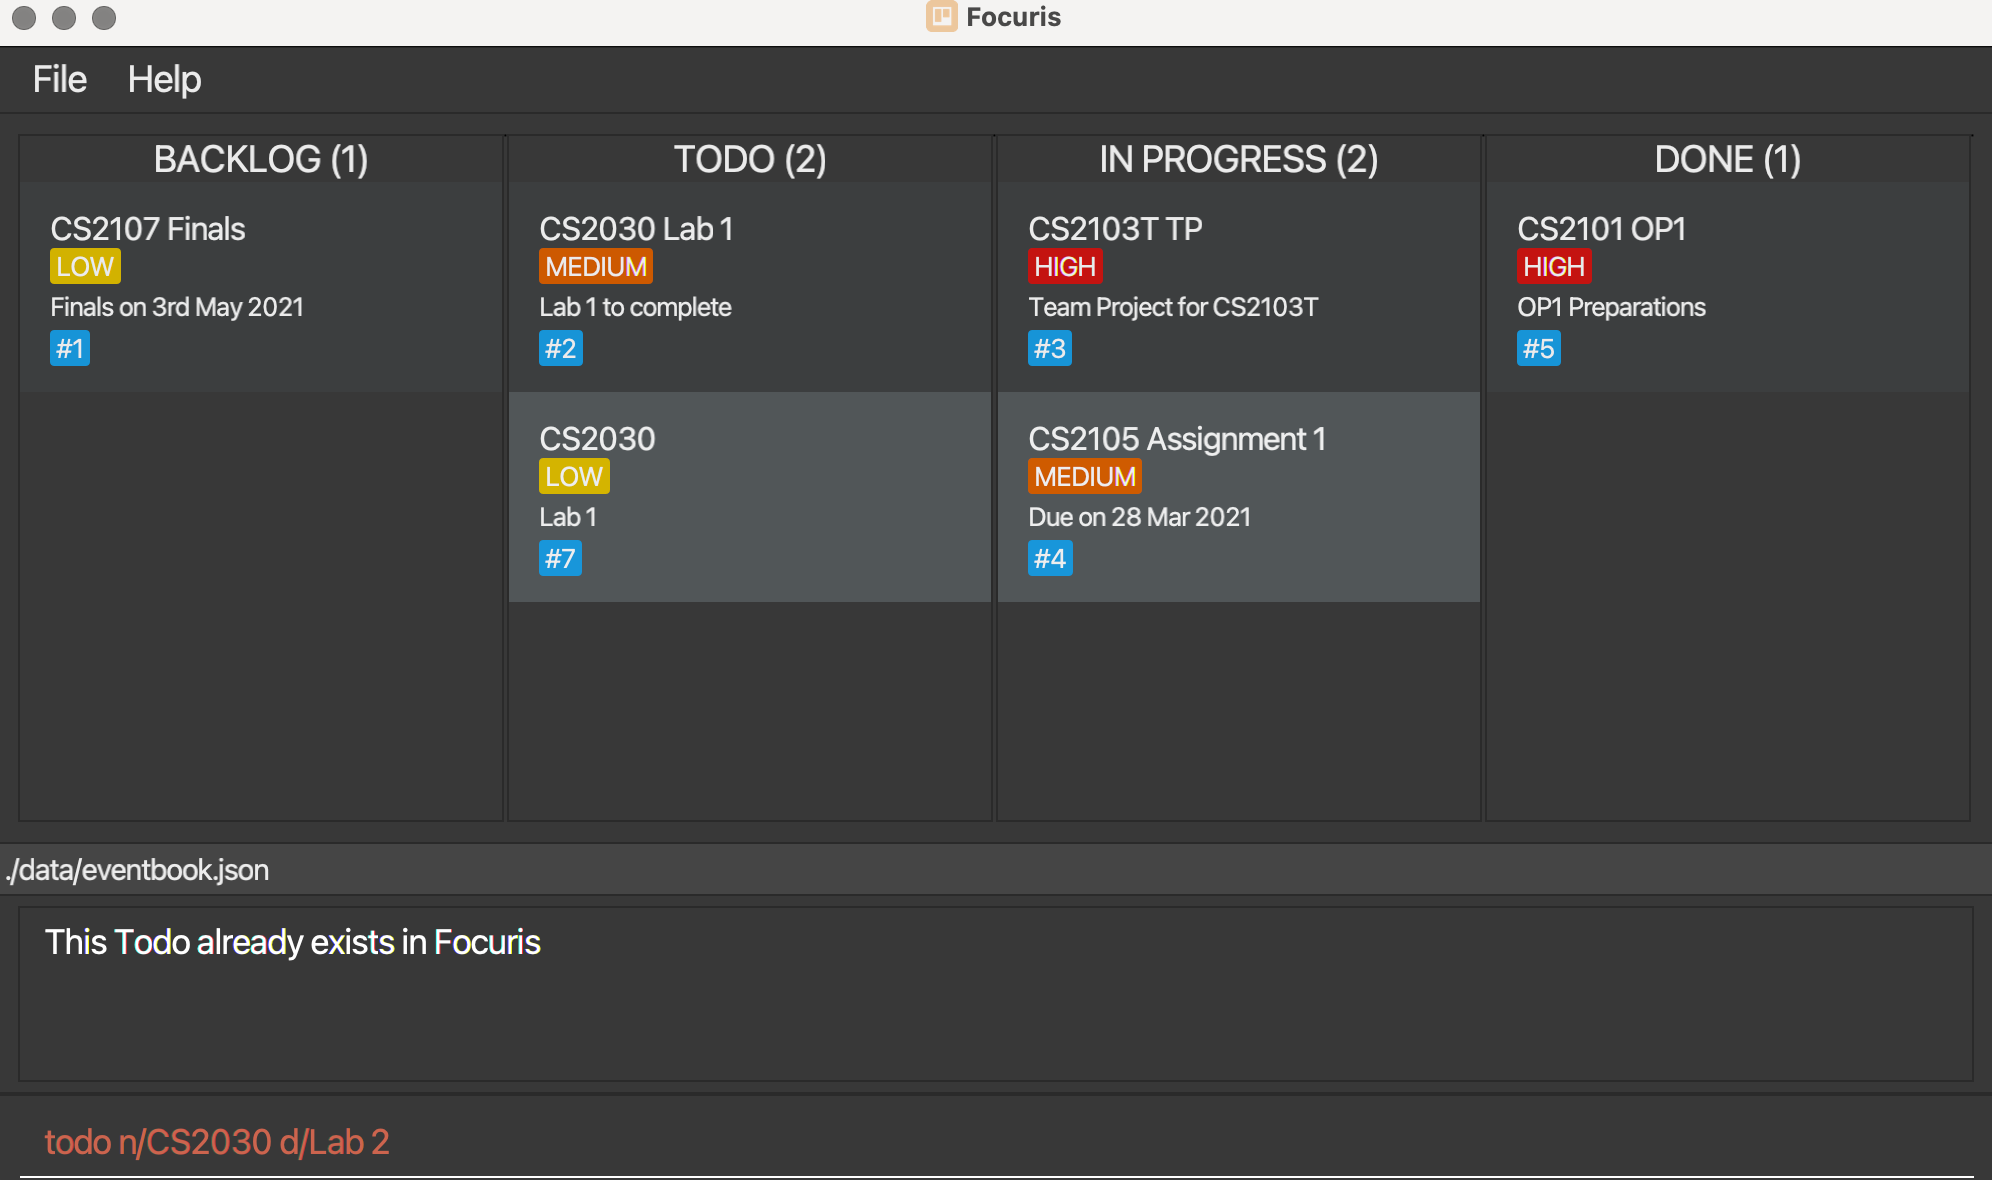 Focuris
File Help
BACKLOG (1)
CS2107 Finals
LOW
Finals on 3rd May 2021
#1
TODO (2)
CS2030 Lab 1
MEDIUM
Lab 1 to complete
#2
CS2030
LOW
Lab 1
#7
IN PROGRESS (2)
CS2103T TP
HIGH
Team Project for CS2103T
#3
CS2105 Assignment 1
MEDIUM
Due on 28 Mar 2021
#4
DONE (1)
CS2101 OP1
HIGH
OP1 Preparations
#5
./data/eventbook.json
This Todo already exists in Focuris
todo n/CS2030 d/Lab 2